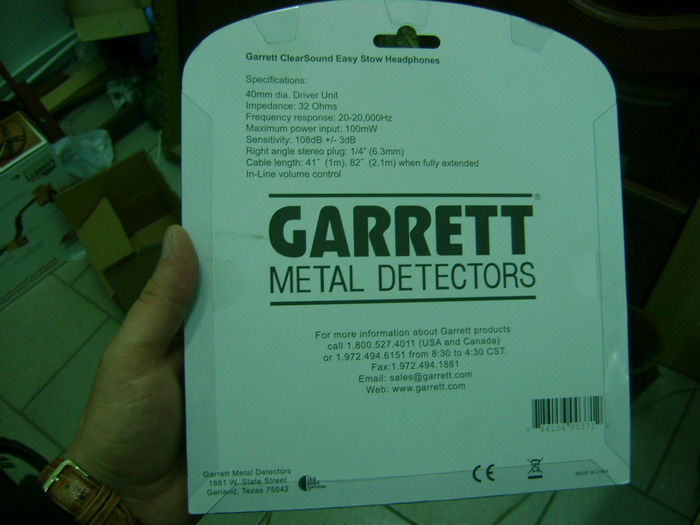 Garrett ClearSound Easy Stow Headphones
Specifications:
40mm dia. Driver Unit
Impedance: 32 Ohms
Frequency response: 20-20,000Hz
Maximum power input: 100mW
Sensitivity: 108dB +/- 3dB
Right angle stereo plug: 1/4" (6.3mm)
Cable length: 41" (1m), 82" (2.1m) when fully extended
In-Line volume control
GARRETT®
METAL DETECTORS
For more information about Garrett products
call 1.800.527.4011 (USA and Canada)
or 1.972.494.6151 from 8:30 to 4:30 CST.
Fax:1.972.494.1881
Email: sales@garrett.com
Web: www.garrett.com
Garrett Metal Detectors
1881 W. State Street
Garland, Texas 75042
CE
MADE IN CHINA